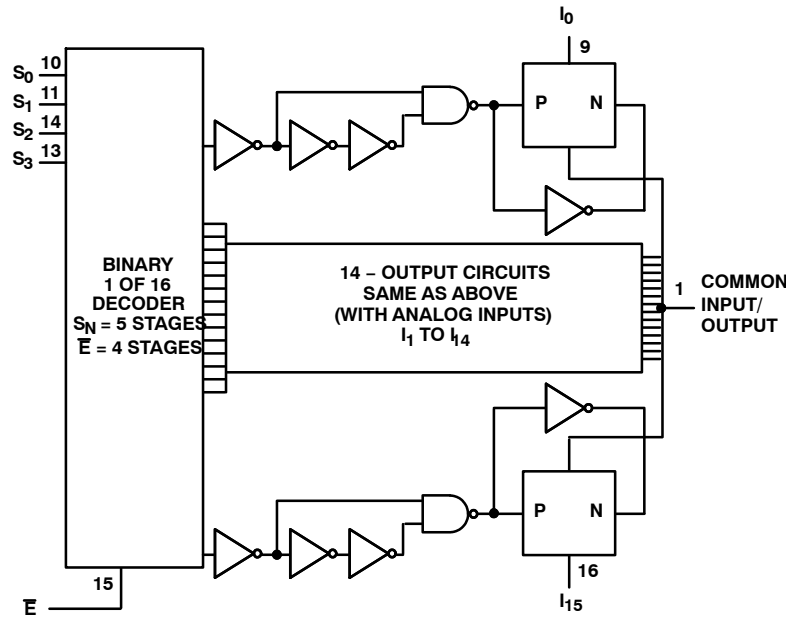 I0
9
S0 10
S1 11
S2 14
S3 13
P N
BINARY
1 OF 16
DECODER
SN = 5 STAGES
E̅ = 4 STAGES
14 – OUTPUT CIRCUITS
SAME AS ABOVE
(WITH ANALOG INPUTS)
I1 TO I14
1
COMMON
INPUT/
OUTPUT
P N
15
16
E̅
I15